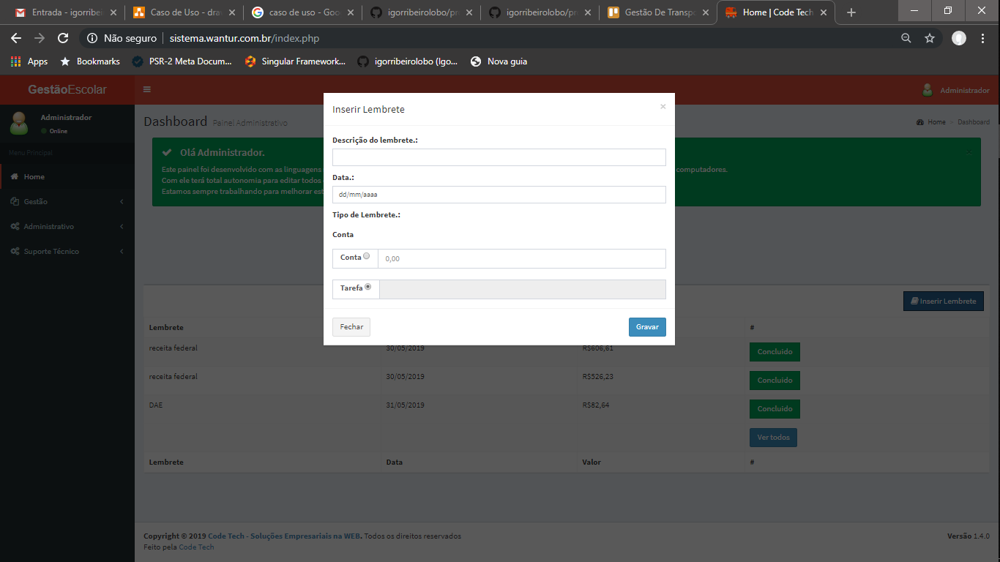 Entrada - igorribei
Caso de Uso - drav
caso de uso - Goo
igorribeirolobo/pr
igorribeirolobo/pr
Gestão De Transpo
Home | Code Tech
Não seguro | sistema.wantur.com.br/index.php
Apps
Bookmarks
PSR-2 Meta Docum...
Singular Framework...
igorribeirolobo (Igo...
Nova guia
GestãoEscolar
Administrador
Administrador
Online
Menu Principal
Home
Gestão
Administrativo
Suporte Técnico
Dashboard Painel Administrativo
Home > Dashboard
Olá Administrador.
Este painel foi desenvolvido com as linguagens
computadores.
Com ele terá total autonomia para editar todos
Estamos sempre trabalhando para melhorar est
Inserir Lembrete
×
Descrição do lembrete.:
Data.:
dd/mm/aaaa
Tipo de Lembrete.:
Conta
Conta
0,00
Tarefa
Fechar
Gravar
Inserir Lembrete
Lembrete #
receita federal 30/05/2019 R$606,61 Concluido
receita federal 30/05/2019 R$526,23 Concluido
DAE 31/05/2019 R$82,64 Concluido
Ver todos
Lembrete Data Valor #
Copyright © 2019 Code Tech - Soluções Empresariais na WEB. Todos os direitos reservados
Feito pela Code Tech
Versão 1.4.0